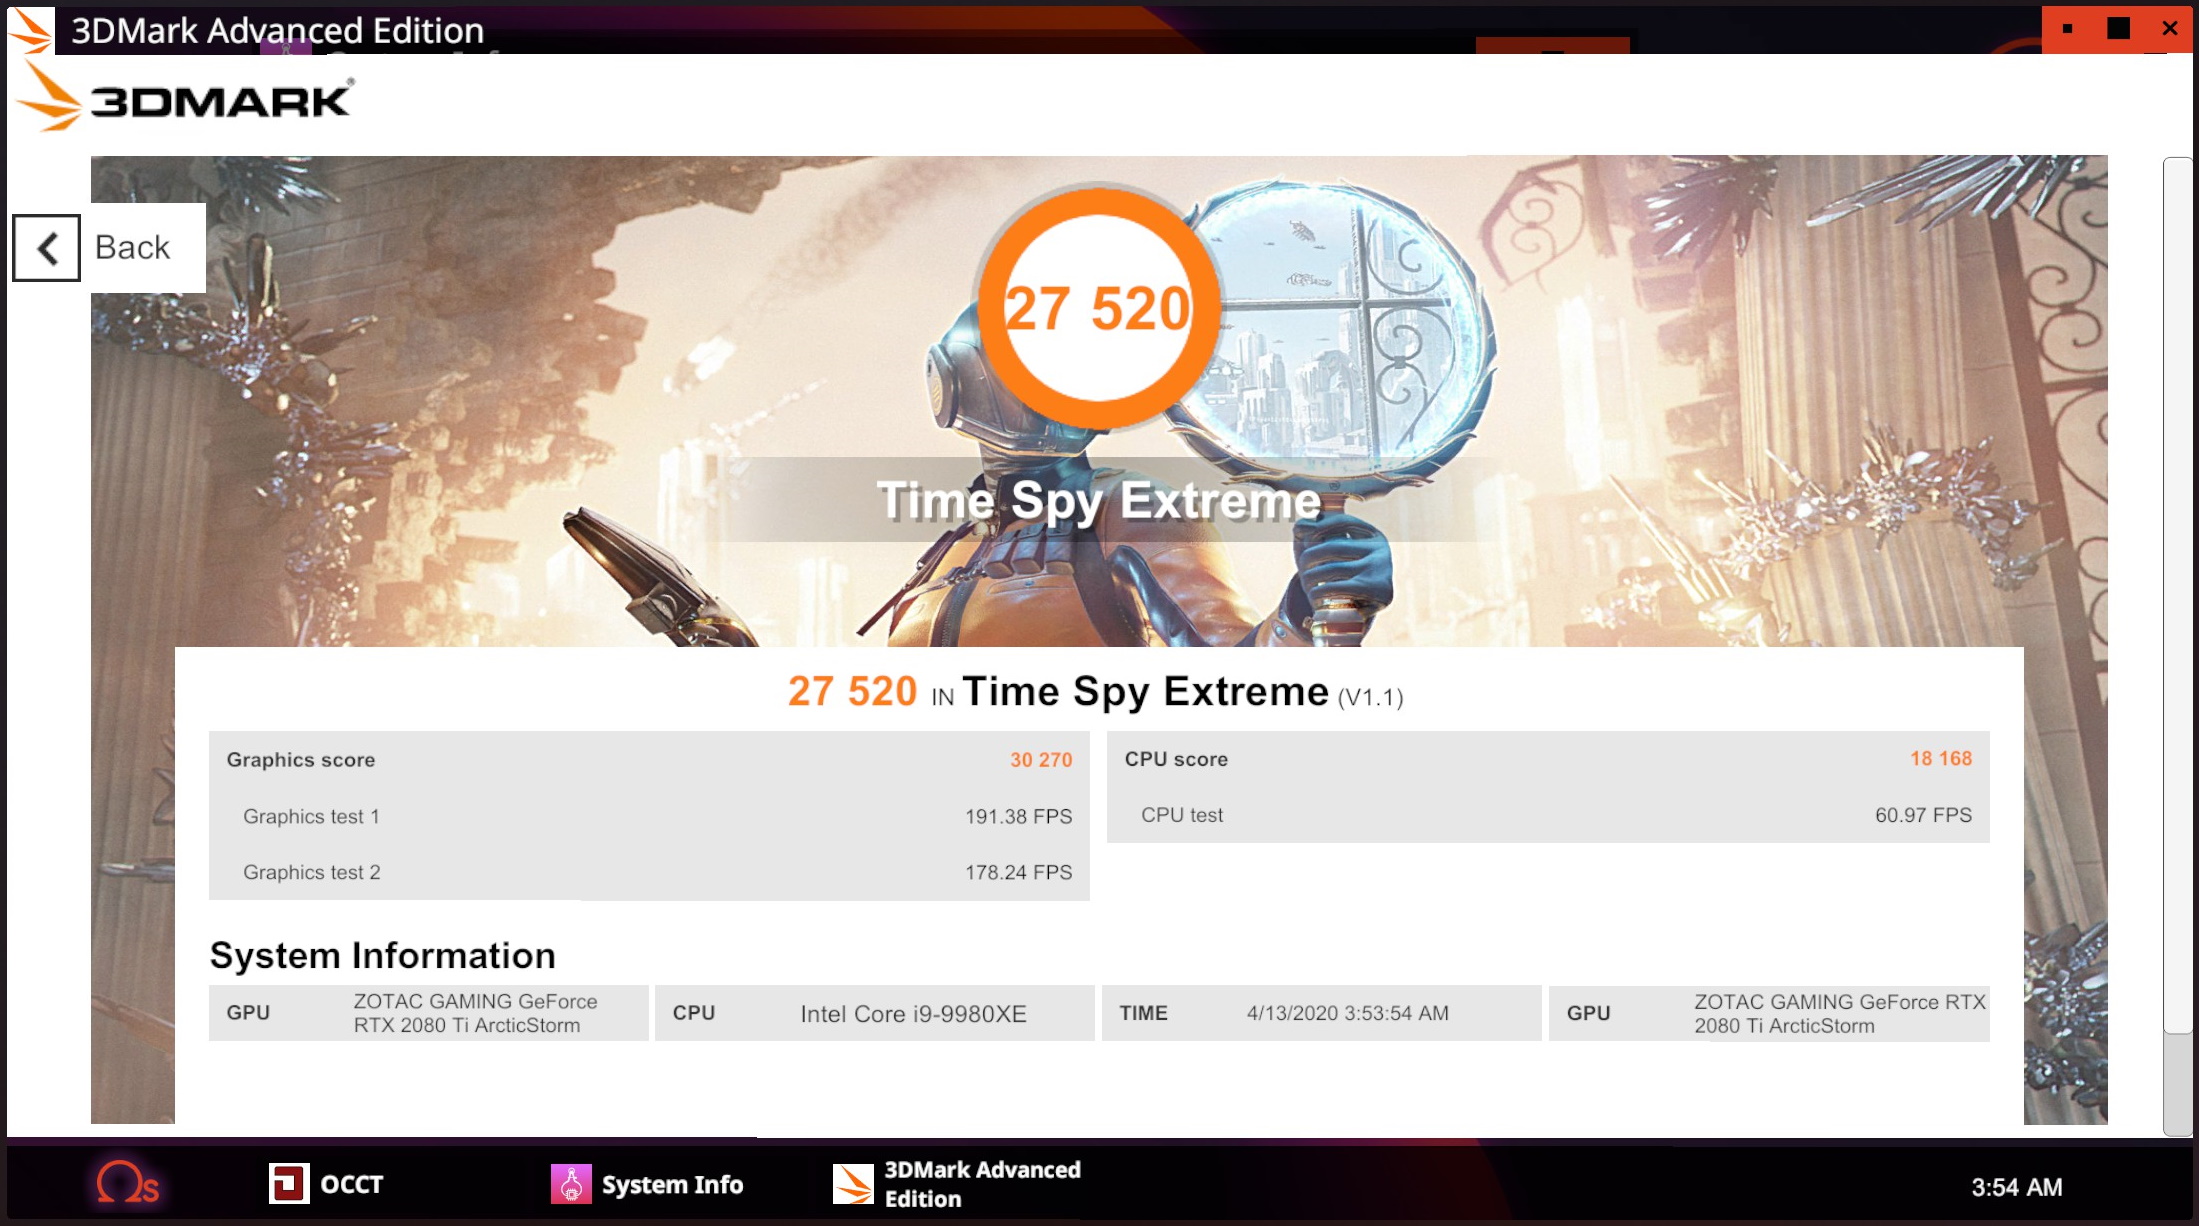 3DMark Advanced Edition
3DMARK
Back
27 520
Time Spy Extreme
27 520 IN Time Spy Extreme (V1.1)
Graphics score 30 270
Graphics test 1 191.38 FPS
Graphics test 2 178.24 FPS
CPU score 18 168
CPU test 60.97 FPS
System Information
GPU ZOTAC GAMING GeForce
RTX 2080 Ti ArcticStorm
CPU Intel Core i9-9980XE
TIME 4/13/2020 3:53:54 AM
GPU ZOTAC GAMING GeForce RTX
2080 Ti ArcticStorm
Ωs
OCCT
System Info
3DMark Advanced
Edition
3:54 AM